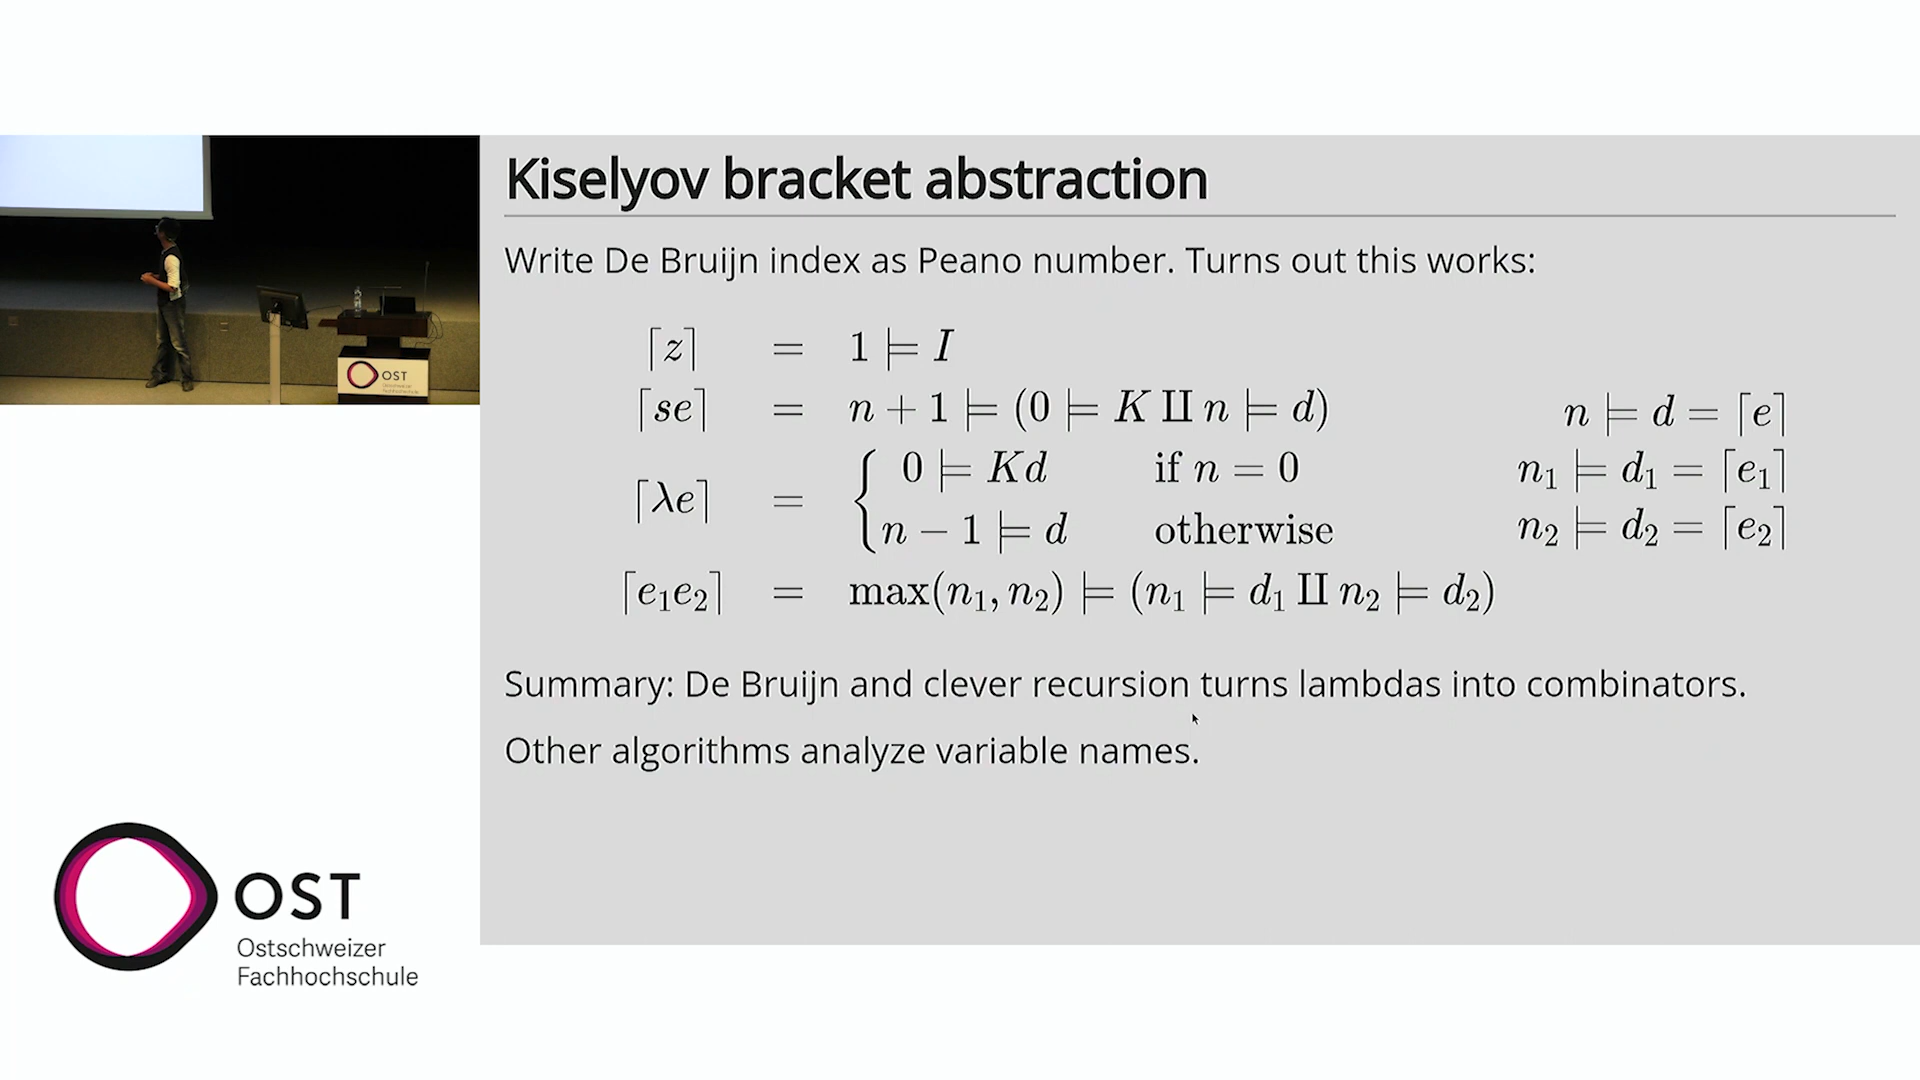 Kiselyov bracket abstraction
Write De Bruijn index as Peano number. Turns out this works:
⌈z⌉ = 1 ⊨ I
⌈se⌉ = n + 1 ⊨ (0 ⊨ K ⨿ n ⊨ d) n ⊨ d = ⌈e⌉
⌈λe⌉ = { 0 ⊨ Kd if n = 0 n₁ ⊨ d₁ = ⌈e₁⌉
n − 1 ⊨ d otherwise n₂ ⊨ d₂ = ⌈e₂⌉
⌈e₁e₂⌉ = max(n₁, n₂) ⊨ (n₁ ⊨ d₁ ⨿ n₂ ⊨ d₂)
Summary: De Bruijn and clever recursion turns lambdas into combinators.
Other algorithms analyze variable names.
OST
OST
Ostschweizer
Fachhochschule